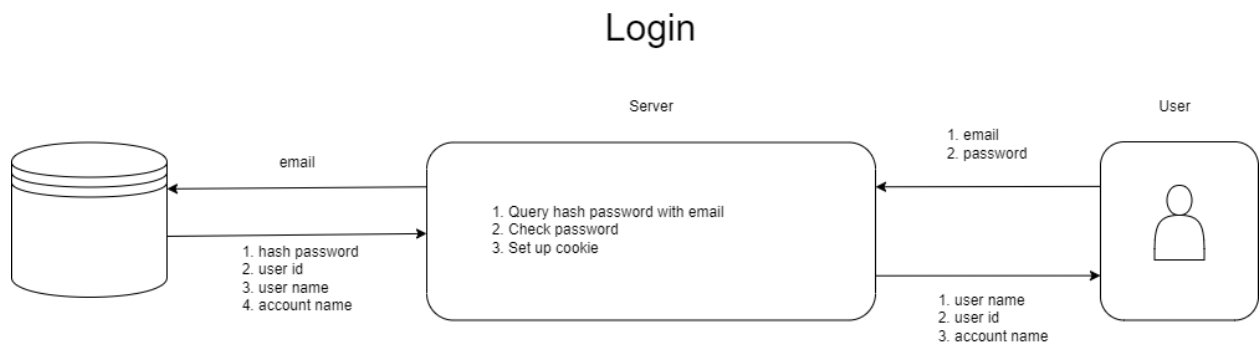 Login
Server
User
email
1. email
2. password
1. Query hash password with email
2. Check password
3. Set up cookie
1. hash password
2. user id
3. user name
4. account name
1. user name
2. user id
3. account name